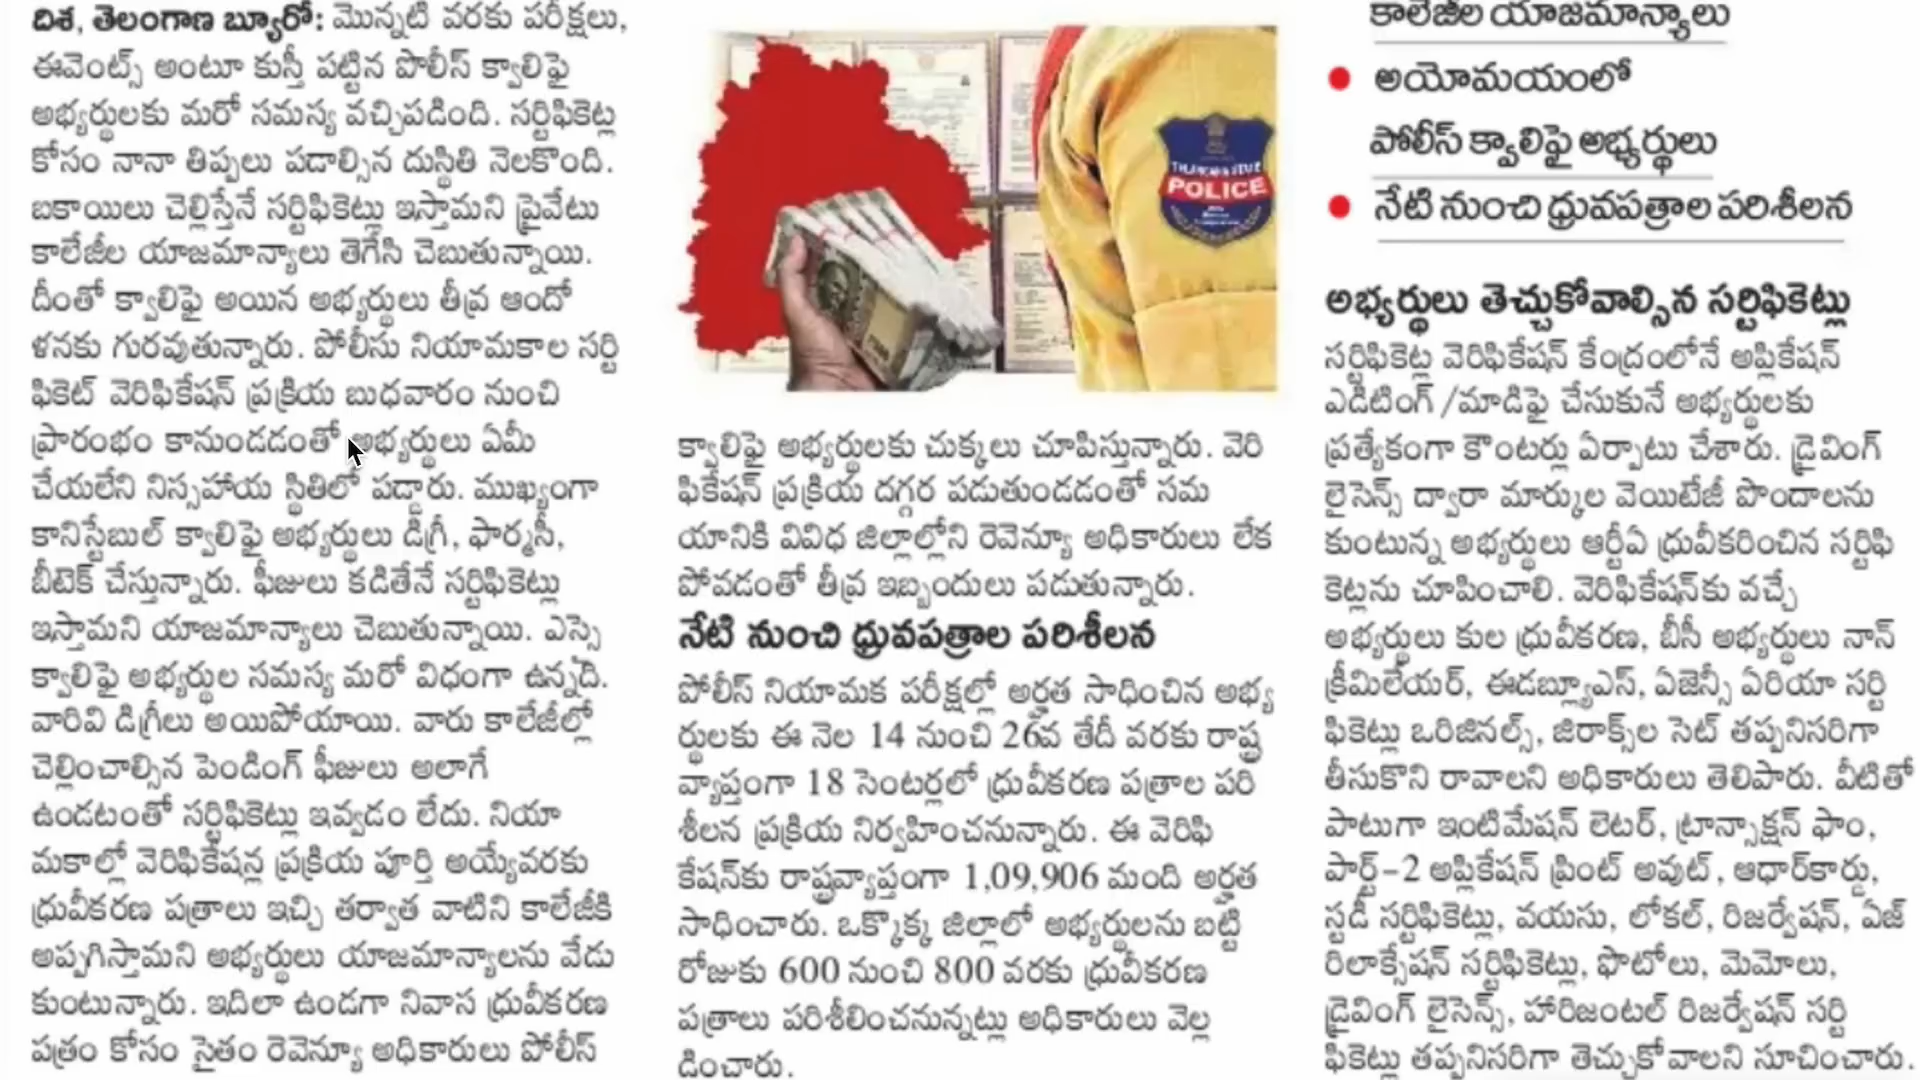 దిశ, తెలంగాణ బ్యూరో: మొన్నటి వరకు పరీక్షలు,
ఈవెంట్స్ అంటూ కుస్తీ పట్టిన పోలీస్ క్వాలిఫై
అభ్యర్థులకు మరో సమస్య వచ్చిపడింది. సర్టిఫికెట్ల
కోసం నానా తిప్పలు పడాల్సిన దుస్థితి నెలకొంది.
బకాయిలు చెల్లిస్తేనే సర్టిఫికెట్లు ఇస్తామని ప్రైవేటు
కాలేజీల యాజమాన్యాలు తెగేసి చెబుతున్నాయి.
దీంతో క్వాలిఫై అయిన అభ్యర్థులు తీవ్ర ఆందో
ళనకు గురవుతున్నారు. పోలీసు నియామకాల సర్టి
ఫికెట్ వెరిఫికేషన్ ప్రక్రియ బుధవారం నుంచి
ప్రారంభం కానుండడంతో అభ్యర్థులు ఏమీ
చేయలేని నిస్సహాయ స్థితిలో పడ్డారు. ముఖ్యంగా
కానిస్టేబుల్ క్వాలిఫై అభ్యర్థులు డిగ్రీ, ఫార్మసీ,
బీటెక్ చేస్తున్నారు. ఫీజులు కడితేనే సర్టిఫికెట్లు
ఇస్తామని యాజమాన్యాలు చెబుతున్నాయి. ఎస్సై
క్వాలిఫై అభ్యర్థుల సమస్య మరో విధంగా ఉన్నది.
వారివి డిగ్రీలు అయిపోయాయి. వారు కాలేజీల్లో
చెల్లించాల్సిన పెండింగ్ ఫీజులు అలాగే
ఉండటంతో సర్టిఫికెట్లు ఇవ్వడం లేదు. నియా
మకాల్లో వెరిఫికేషన్ల ప్రక్రియ పూర్తి అయ్యేవరకు
ధ్రువీకరణ పత్రాలు ఇచ్చి తర్వాత వాటిని కాలేజీకి
అప్పగిస్తామని అభ్యర్థులు యాజమాన్యాలను వేడు
కుంటున్నారు. ఇదిలా ఉండగా నివాస ధ్రువీకరణ
పత్రం కోసం సైతం రెవెన్యూ అధికారులు పోలీస్
POLICE
క్వాలిఫై అభ్యర్థులకు చుక్కలు చూపిస్తున్నారు. వెరి
ఫికేషన్ ప్రక్రియ దగ్గర పడుతుండడంతో సమ
యానికి వివిధ జిల్లాల్లోని రెవెన్యూ అధికారులు లేక
పోవడంతో తీవ్ర ఇబ్బందులు పడుతున్నారు.
నేటి నుంచి ధ్రువపత్రాల పరిశీలన
పోలీస్ నియామక పరీక్షల్లో అర్హత సాధించిన అభ్య
ర్థులకు ఈ నెల 14 నుంచి 26వ తేదీ వరకు రాష్ట్ర
వ్యాప్తంగా 18 సెంటర్లలో ధ్రువీకరణ పత్రాల పరి
శీలన ప్రక్రియ నిర్వహించనున్నారు. ఈ వెరిఫి
కేషన్‌కు రాష్ట్రవ్యాప్తంగా 1,09,906 మంది అర్హత
సాధించారు. ఒక్కొక్క జిల్లాలో అభ్యర్థులను బట్టి
రోజుకు 600 నుంచి 800 వరకు ధ్రువీకరణ
పత్రాలు పరిశీలించనున్నట్లు అధికారులు వెల్ల
డించారు.
కాలేజీల యాజమాన్యాలు
● అయోమయంలో
పోలీస్ క్వాలిఫై అభ్యర్థులు
● నేటి నుంచి ధ్రువపత్రాల పరిశీలన
అభ్యర్థులు తెచ్చుకోవాల్సిన సర్టిఫికెట్లు
సర్టిఫికెట్ల వెరిఫికేషన్ కేంద్రంలోనే అప్లికేషన్
ఎడిటింగ్ /మాడిఫై చేసుకునే అభ్యర్థులకు
ప్రత్యేకంగా కౌంటర్లు ఏర్పాటు చేశారు. డ్రైవింగ్
లైసెన్స్ ద్వారా మార్కుల వెయిటేజీ పొందాలను
కుంటున్న అభ్యర్థులు ఆర్టీఏ ధ్రువీకరించిన సర్టిఫి
కెట్లను చూపించాలి. వెరిఫికేషన్‌కు వచ్చే
అభ్యర్థులు కుల ధ్రువీకరణ, బీసీ అభ్యర్థులు నాన్
క్రీమిలేయర్, ఈడబ్ల్యూఎస్, ఏజెన్సీ ఏరియా సర్టి
ఫికెట్లు ఒరిజినల్స్, జిరాక్స్‌ల సెట్ తప్పనిసరిగా
తీసుకొని రావాలని అధికారులు తెలిపారు. వీటితో
పాటుగా ఇంటిమేషన్ లెటర్, ట్రాన్సాక్షన్ ఫాం,
పార్ట్-2 అప్లికేషన్ ప్రింట్ అవుట్, ఆధార్‌కార్డు,
స్టడీ సర్టిఫికెట్లు, వయసు, లోకల్, రిజర్వేషన్, ఏజ్
రిలాక్సేషన్ సర్టిఫికెట్లు, ఫొటోలు, మెమోలు,
డ్రైవింగ్ లైసెన్స్, హారిజంటల్ రిజర్వేషన్ సర్టి
ఫికెట్లు తప్పనిసరిగా తెచ్చుకోవాలని సూచించారు.